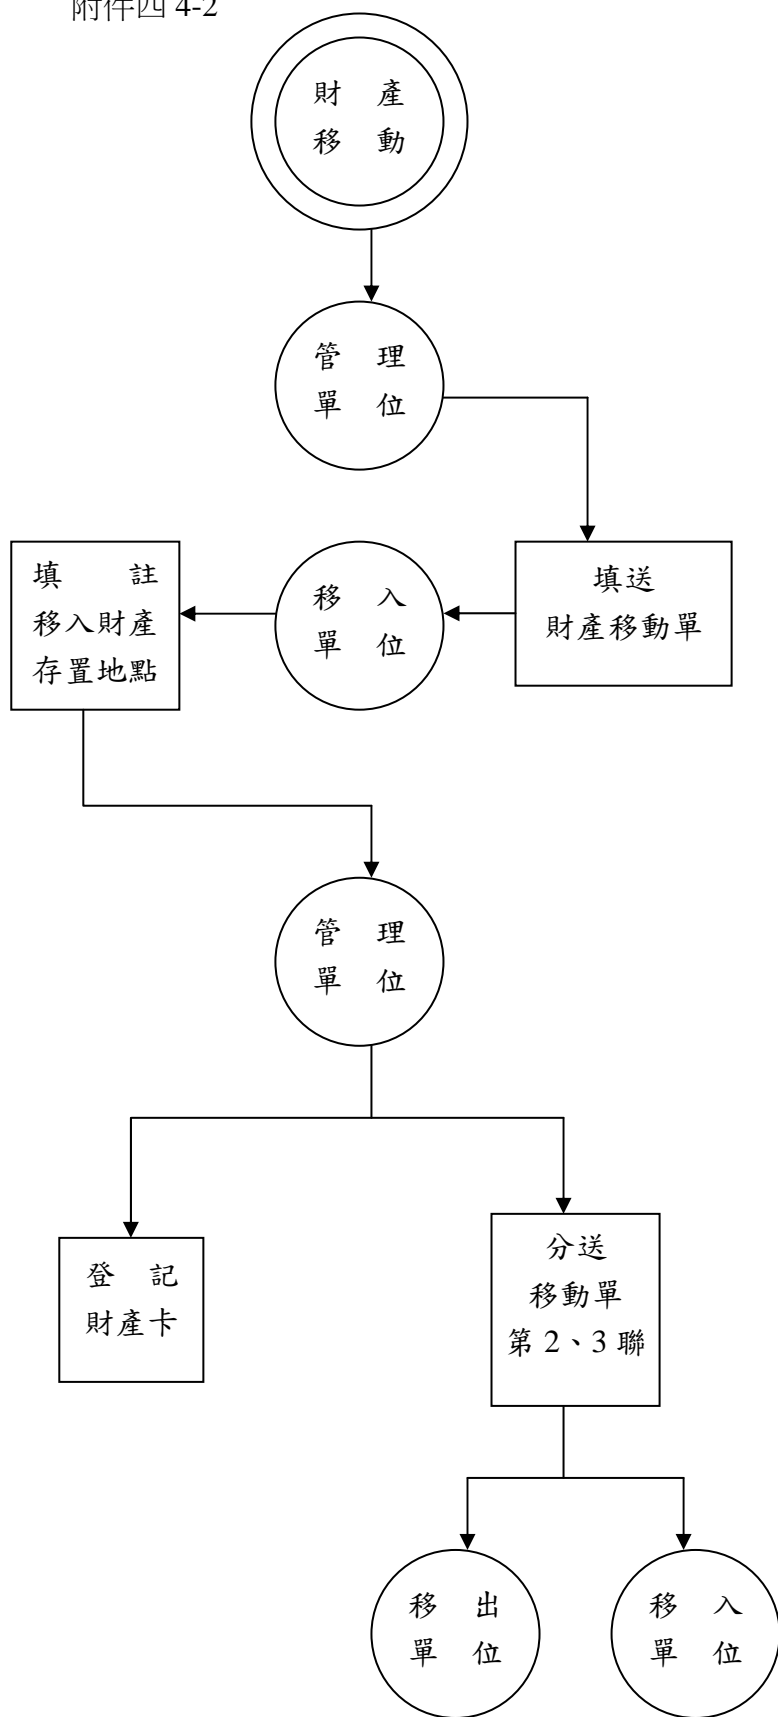 附件四 4-2
財 產
移 動
管 理
單 位
填 註
移入財產
存置地點
移 入
單 位
填送
財產移動單
管 理
單 位
登 記
財產卡
分送
移動單
第 2、3 聯
移 出
單 位
移 入
單 位